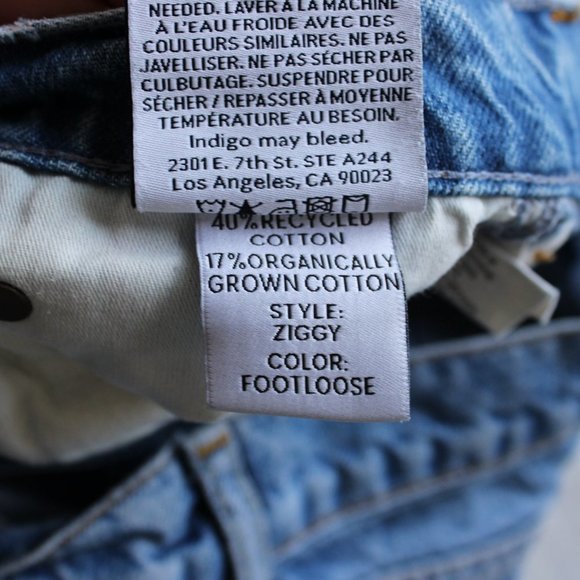 NEEDED. LAVER À LA MACHINE
À L'EAU FROIDE AVEC DES
COULEURS SIMILAIRES. NE PAS
JAVELLISER. NE PAS SÉCHER PAR
CULBUTAGE. SUSPENDRE POUR
SÉCHER / REPASSER À MOYENNE
TEMPÉRATURE AU BESOIN.
Indigo may bleed.
2301 E. 7th St. STE A244
Los Angeles, CA 90023
40% RECYCLED
COTTON
17% ORGANICALLY
GROWN COTTON
STYLE:
ZIGGY
COLOR:
FOOTLOOSE